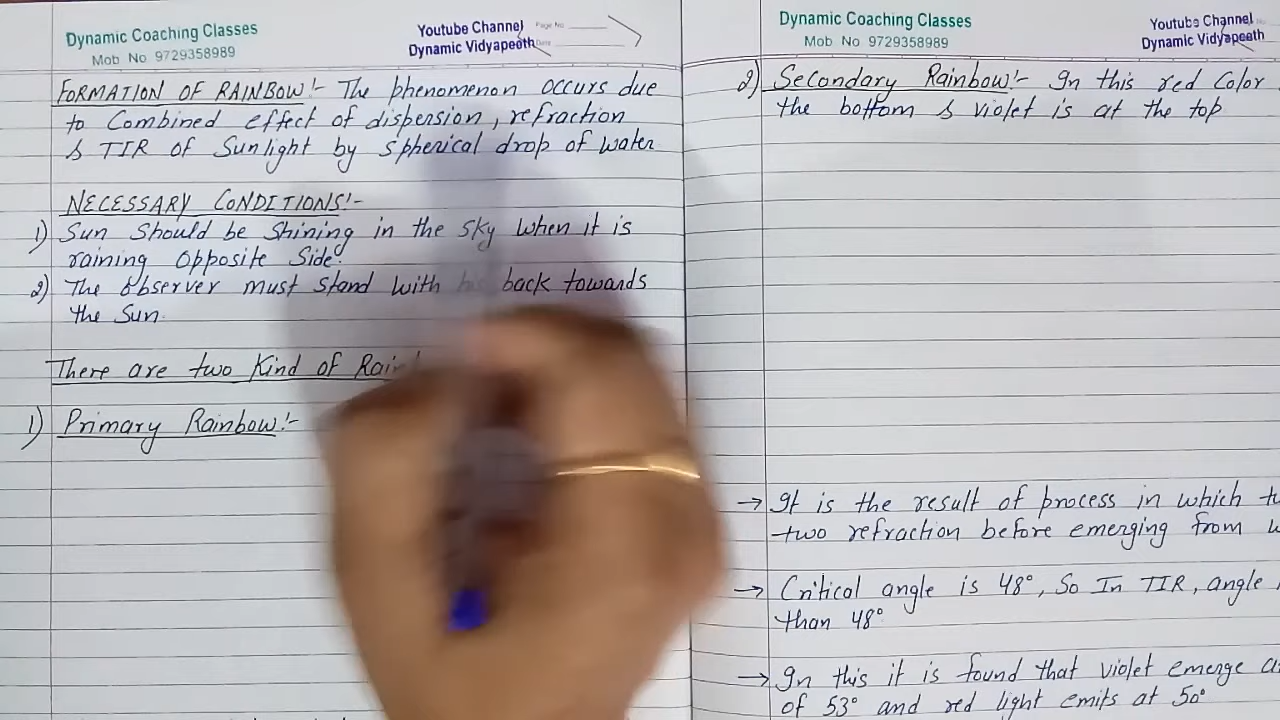 Dynamic Coaching Classes
Mob No 9729358989
Youtube Channel
Dynamic Vidyapeeth
Page No
Date
FORMATION OF RAINBOW:- The phenomenon occurs due
to Combined effect of dispension, refraction
& TIR of Sunlight by Spherical drop of water
NECESSARY CONDITIONS:-
1) Sun Should be Shining in the Sky when it is
raining opposite Side.
2) The observer must Stand with back towards
the Sun.
There are two Kind of
1) Primary Rainbow:-
Dynamic Coaching Classes
Mob No 9729358989
Youtube Channel
Dynamic Vidyapeeth
2) Secondary Rainbow:- In this red Color
the bottom & violet is at the top
→ It is the result of process in which
two refraction before emerging from
→ Critical angle is 48°, So In TIR, angle
than 48°
→ In this it is found that violet emerge
of 53° and red light emits at 50°